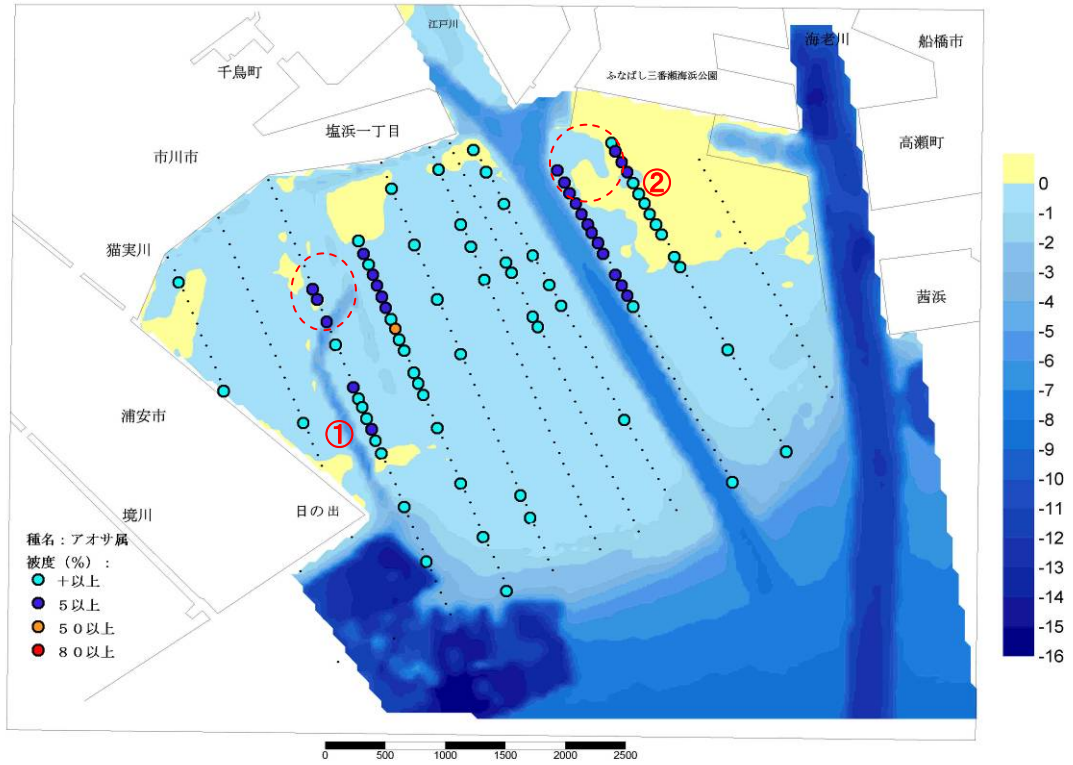 江戸川
海老川
船橋市
千鳥町
ふなばし三番瀬海浜公園
塩浜一丁目
高瀬町
市川市
②
猫実川
茜浜
浦安市
①
境川
日の出
種名：アオサ属
被度（%）：
＋以上
５以上
５０以上
８０以上
0
-1
-2
-3
-4
-5
-6
-7
-8
-9
-10
-11
-12
-13
-14
-15
-16
0 500 1000 1500 2000 2500